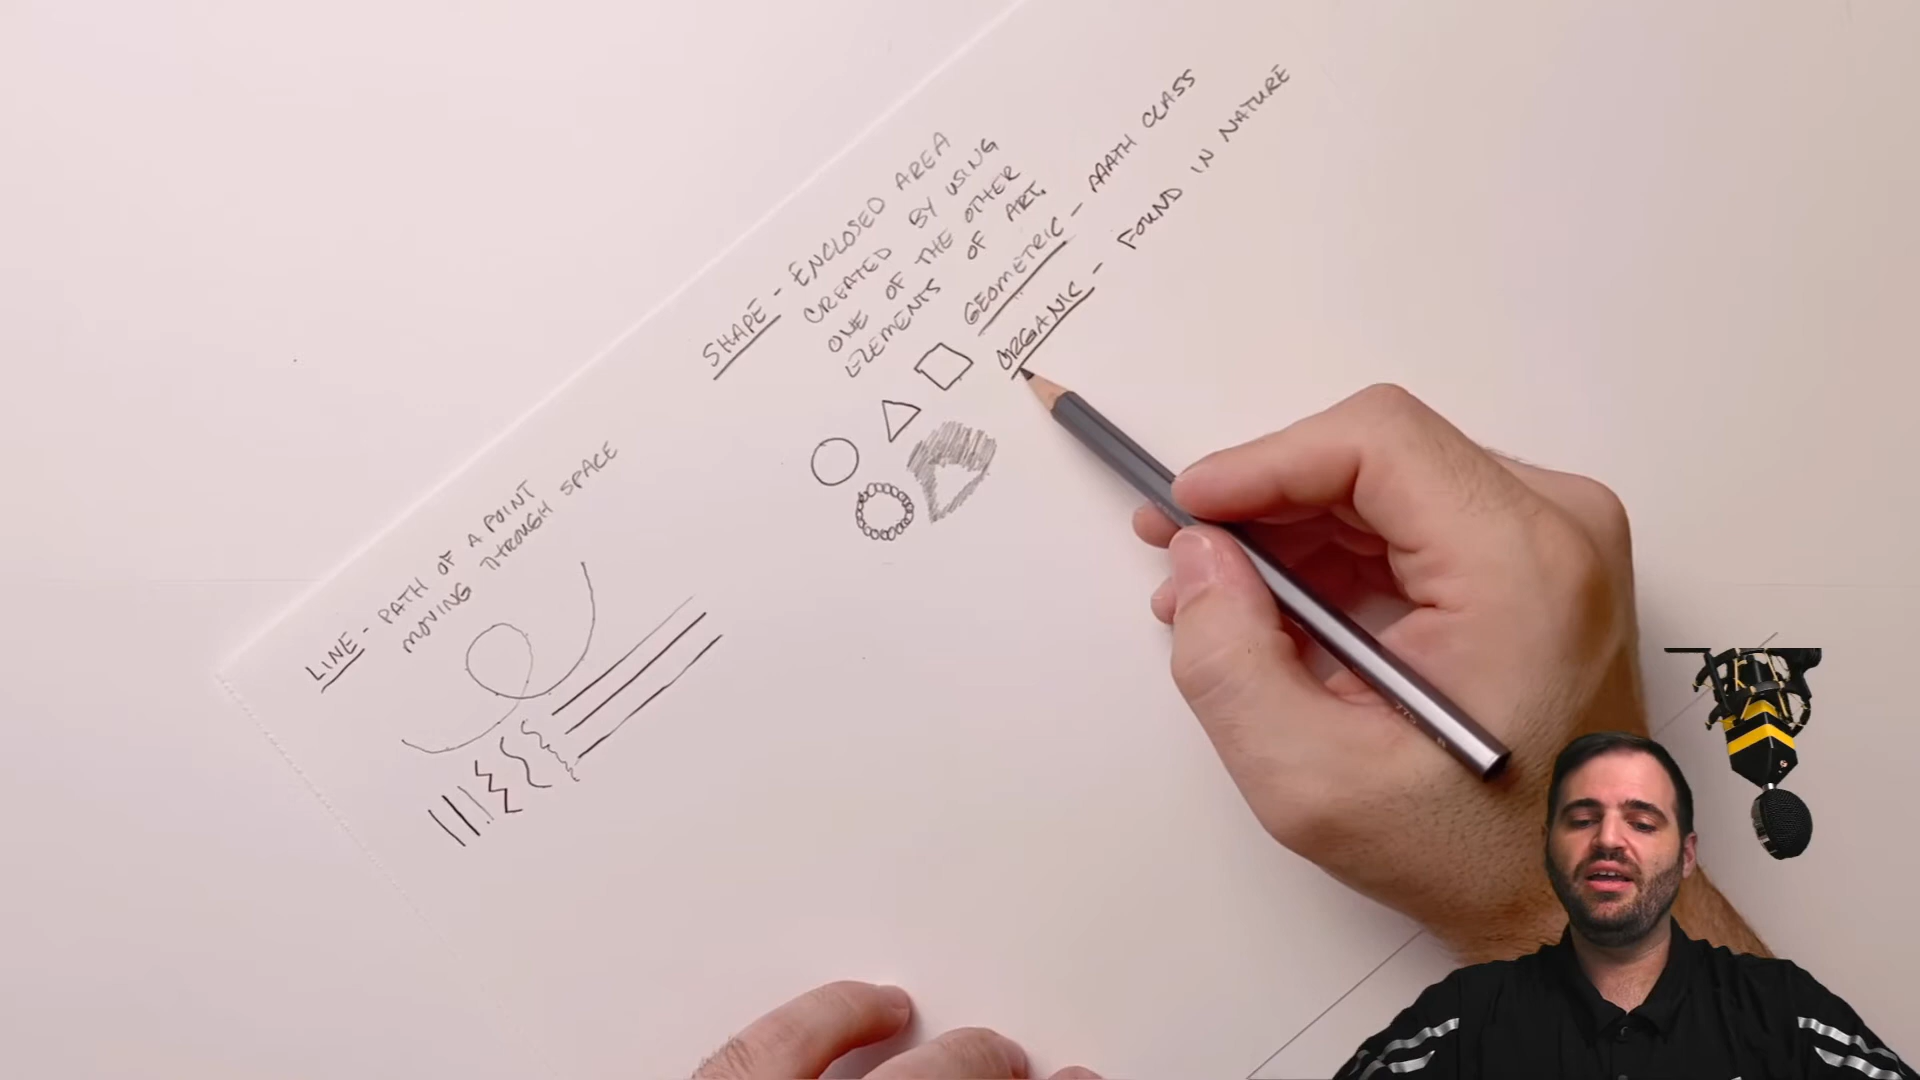 LINE - PATH OF A POINT
MOVING THROUGH SPACE
SHAPE - ENCLOSED AREA
CREATED BY USING
ONE OF THE OTHER
ELEMENTS OF ART.
GEOMETRIC - MATH CLASS
ORGANIC - FOUND IN NATURE